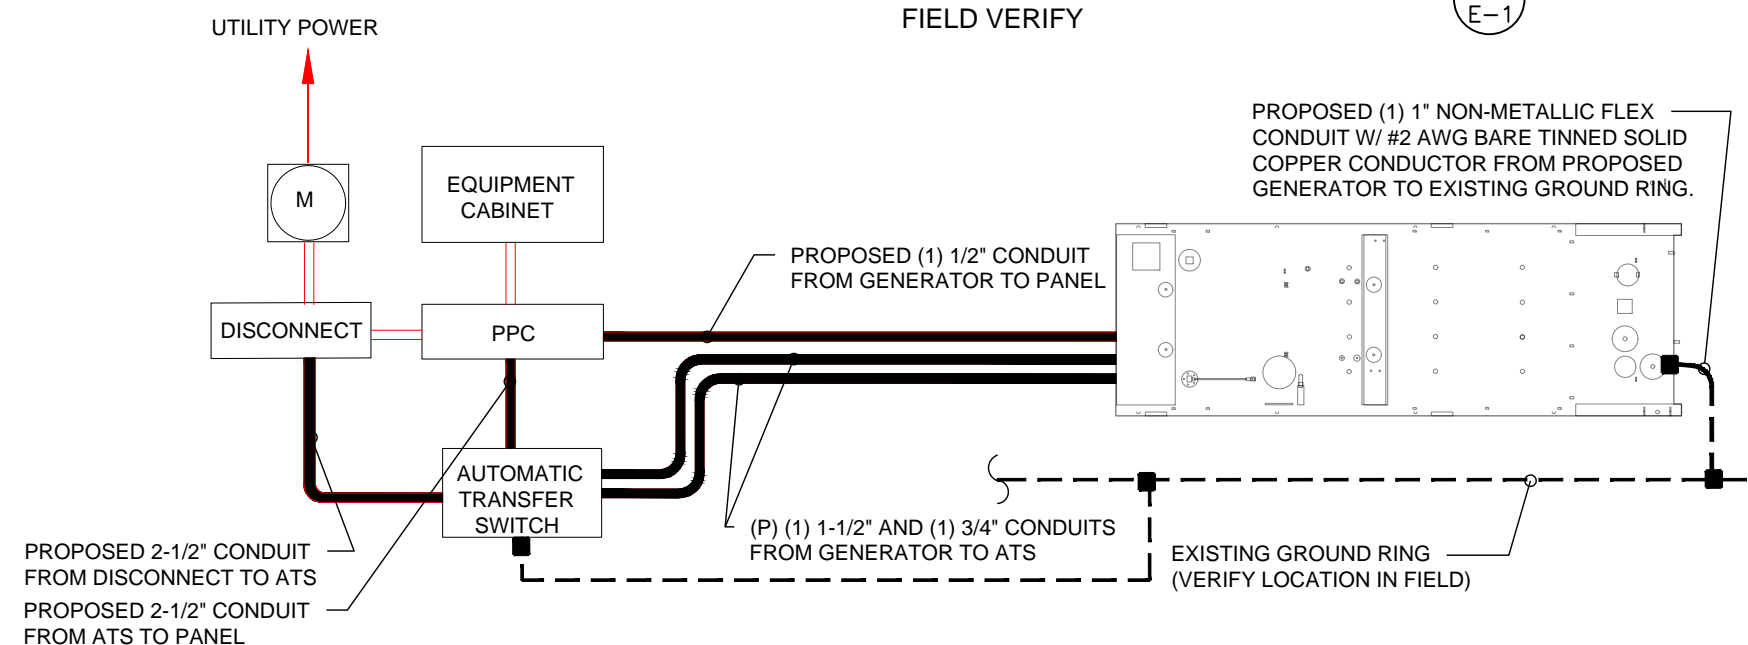 FIELD VERIFY
E-1
UTILITY POWER
M
EQUIPMENT
CABINET
DISCONNECT
PPC
AUTOMATIC
TRANSFER
SWITCH
PROPOSED (1) 1/2" CONDUIT
FROM GENERATOR TO PANEL
PROPOSED (1) 1" NON-METALLIC FLEX
CONDUIT W/ #2 AWG BARE TINNED SOLID
COPPER CONDUCTOR FROM PROPOSED
GENERATOR TO EXISTING GROUND RING.
(P) (1) 1-1/2" AND (1) 3/4" CONDUITS
FROM GENERATOR TO ATS
EXISTING GROUND RING
(VERIFY LOCATION IN FIELD)
PROPOSED 2-1/2" CONDUIT
FROM DISCONNECT TO ATS
PROPOSED 2-1/2" CONDUIT
FROM ATS TO PANEL